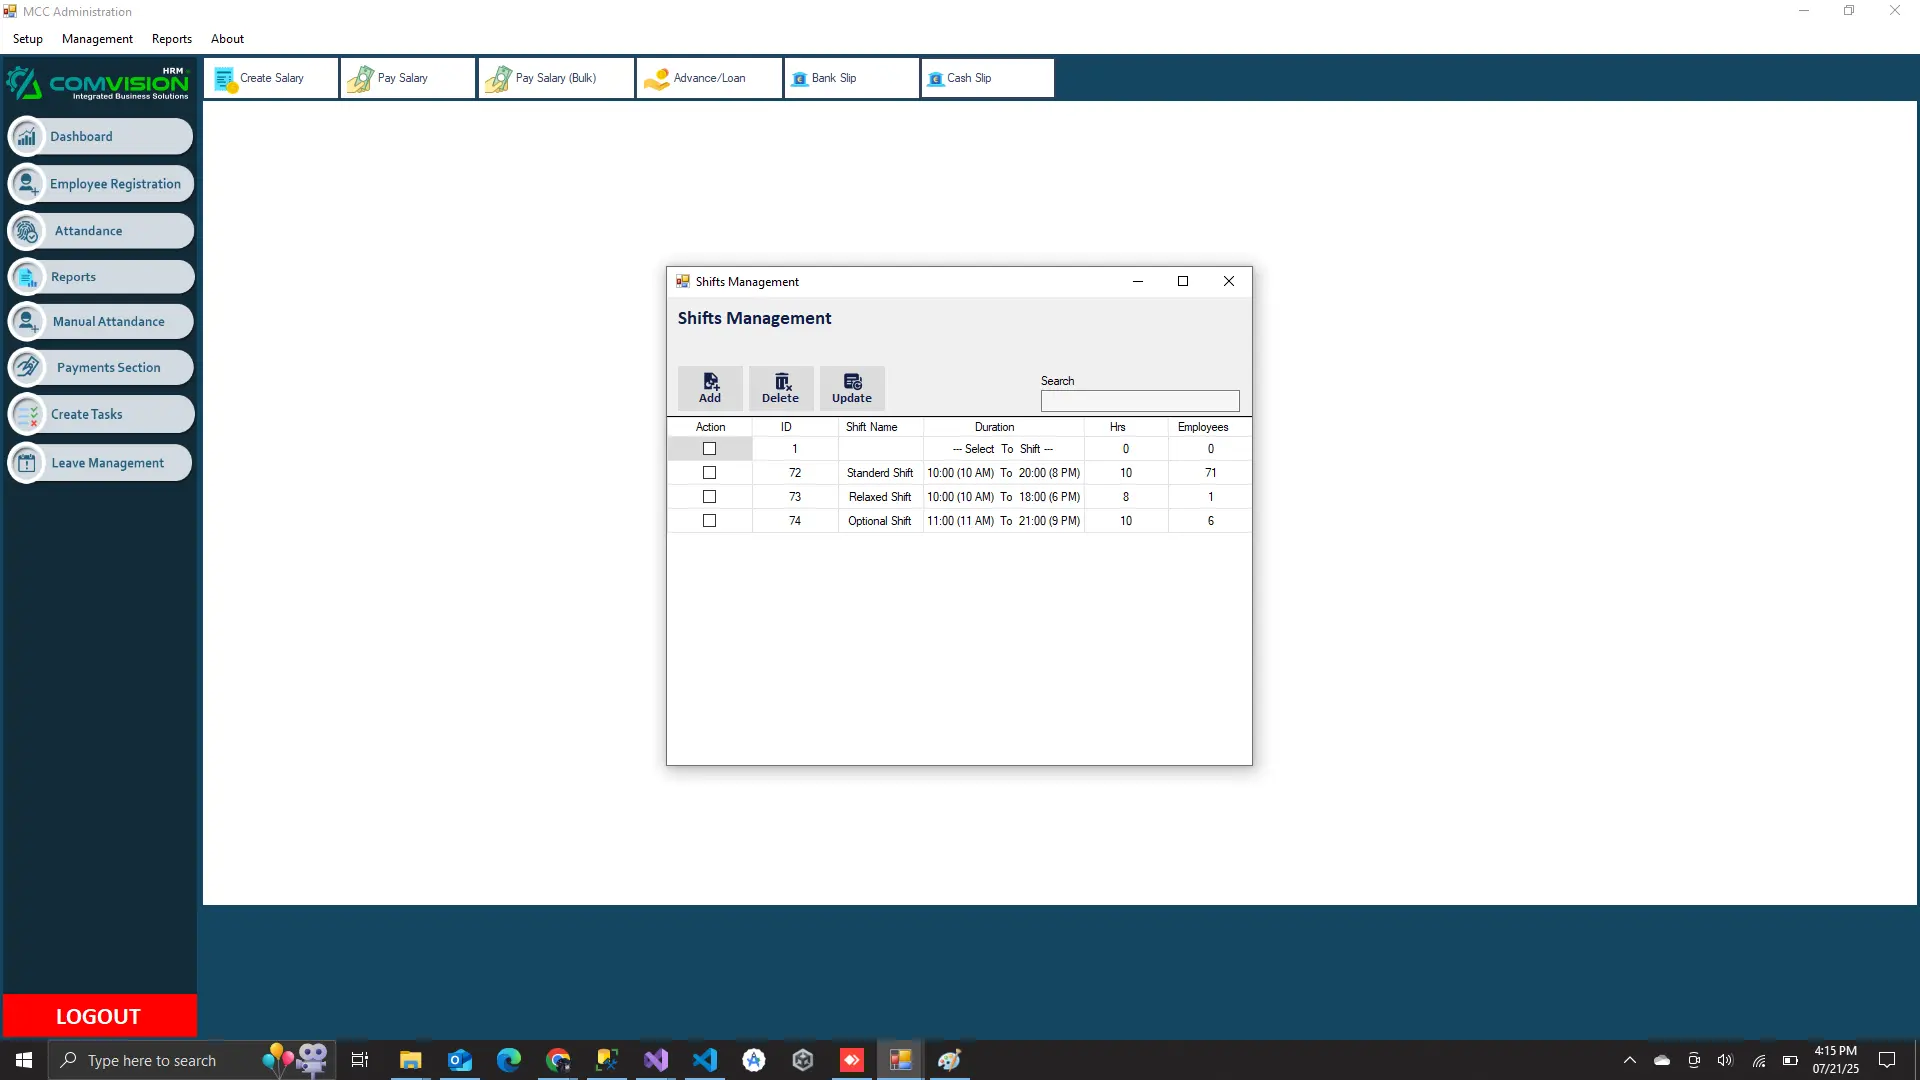 MCC Administration
Setup Management Reports About
HRM
COMVISION
Integrated Business Solutions
Create Salary Pay Salary Pay Salary (Bulk) Advance/Loan Bank Slip Cash Slip
Dashboard
Employee Registration
Attandance
Reports
Manual Attandance
Payments Section
Create Tasks
Leave Management
LOGOUT
Shifts Management
Shifts Management
Add Delete Update
Search
Action ID Shift Name Duration Hrs Employees
1 --- Select To Shift --- 0 0
72 Standerd Shift 10:00 (10 AM) To 20:00 (8 PM) 10 71
73 Relaxed Shift 10:00 (10 AM) To 18:00 (6 PM) 8 1
74 Optional Shift 11:00 (11 AM) To 21:00 (9 PM) 10 6
Type here to search
4:15 PM
07/21/25